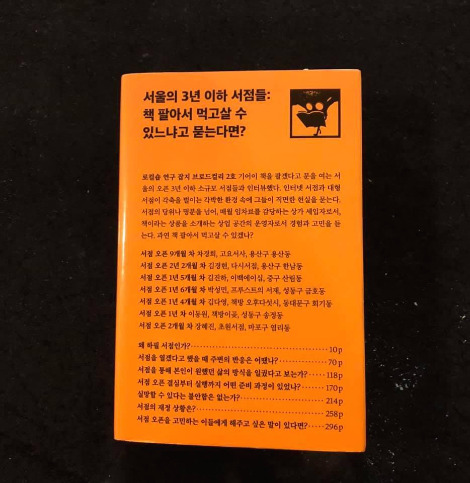 서울의 3년 이하 서점들:
책 팔아서 먹고살 수
있느냐고 묻는다면?
로컬숍 연구 잡지 브로드컬리 2호 기어이 책을 팔겠다고 문을 여는 서
울의 오픈 3년 이하 소규모 서점들과 인터뷰했다. 인터넷 서점과 대형
서점이 각축을 벌이는 각박한 환경 속에 그들이 직면한 현실을 묻는다.
서점의 당위나 명분을 넘어, 매월 임차료를 감당하는 상가 세입자로서,
책이라는 상품을 소개하는 상업 공간의 운영자로서 경험과 고민을 듣
는다. 과연 책 팔아서 먹고살 수 있겠나?
서점 오픈 9개월 차 차경희, 고요서사, 용산구 용산동
서점 오픈 2년 2개월 차 김경현, 다시서점, 용산구 한남동
서점 오픈 1년 5개월 차 김진하, 이백에이십, 중구 산림동
서점 오픈 1년 6개월 차 박성민, 프루스트의 서재, 성동구 금호동
서점 오픈 1년 4개월 차 김다영, 책방 오후다섯시, 동대문구 회기동
서점 오픈 1년 차 이동원, 책방이곶, 성동구 송정동
서점 오픈 2개월 차 장혜진, 초원서점, 마포구 염리동
왜 하필 서점인가? 10p
서점을 열겠다고 했을 때 주변의 반응은 어땠나? 70p
서점을 통해 본인이 원했던 삶의 방식을 일궜다고 보는가? 118p
서점 오픈 결심부터 실행까지 어떤 준비 과정이 있었나? 170p
실망할 수 있다는 불안함은 없는가? 214p
서점의 재정 상황은? 258p
서점 오픈을 고민하는 이들에게 해주고 싶은 말이 있다면? 296p